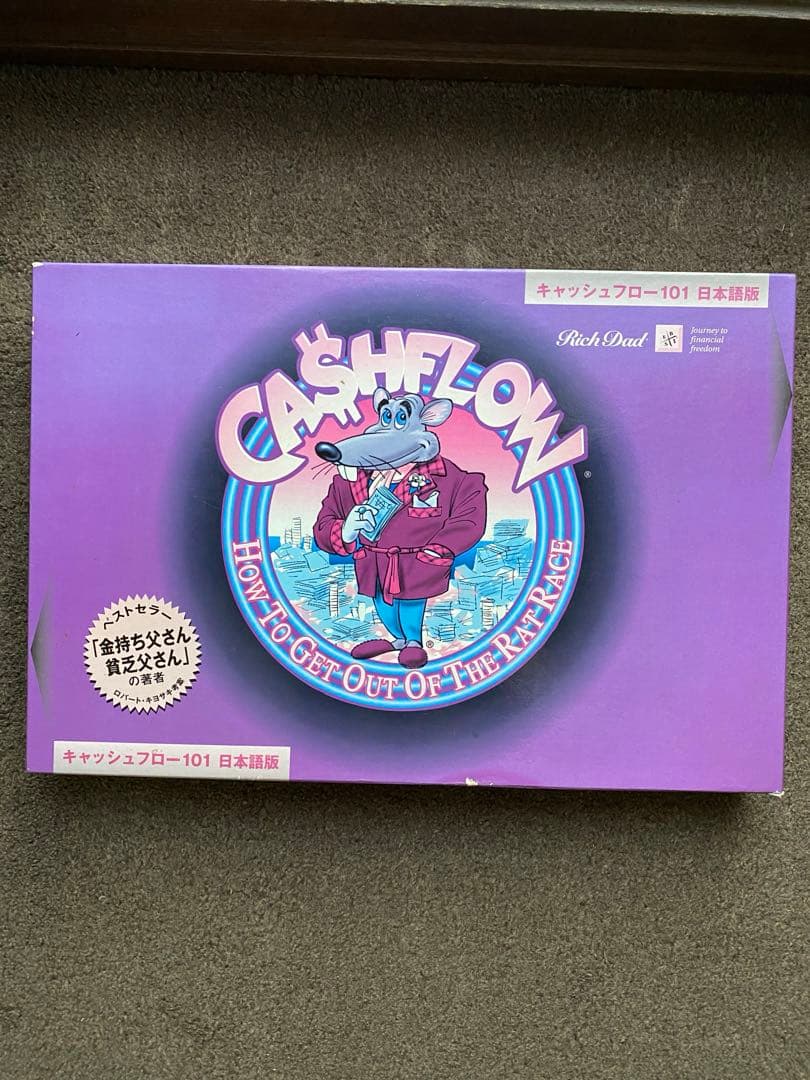 キャッシュフロー101 日本語版
Rich Dad
Journey to
financial
freedom
CA$HFLOW®
HOW TO GET OUT OF THE RAT RACE
®
ベストセラー
「金持ち父さん
貧乏父さん」
の著者
ロバート・キヨサキ考案
キャッシュフロー101 日本語版